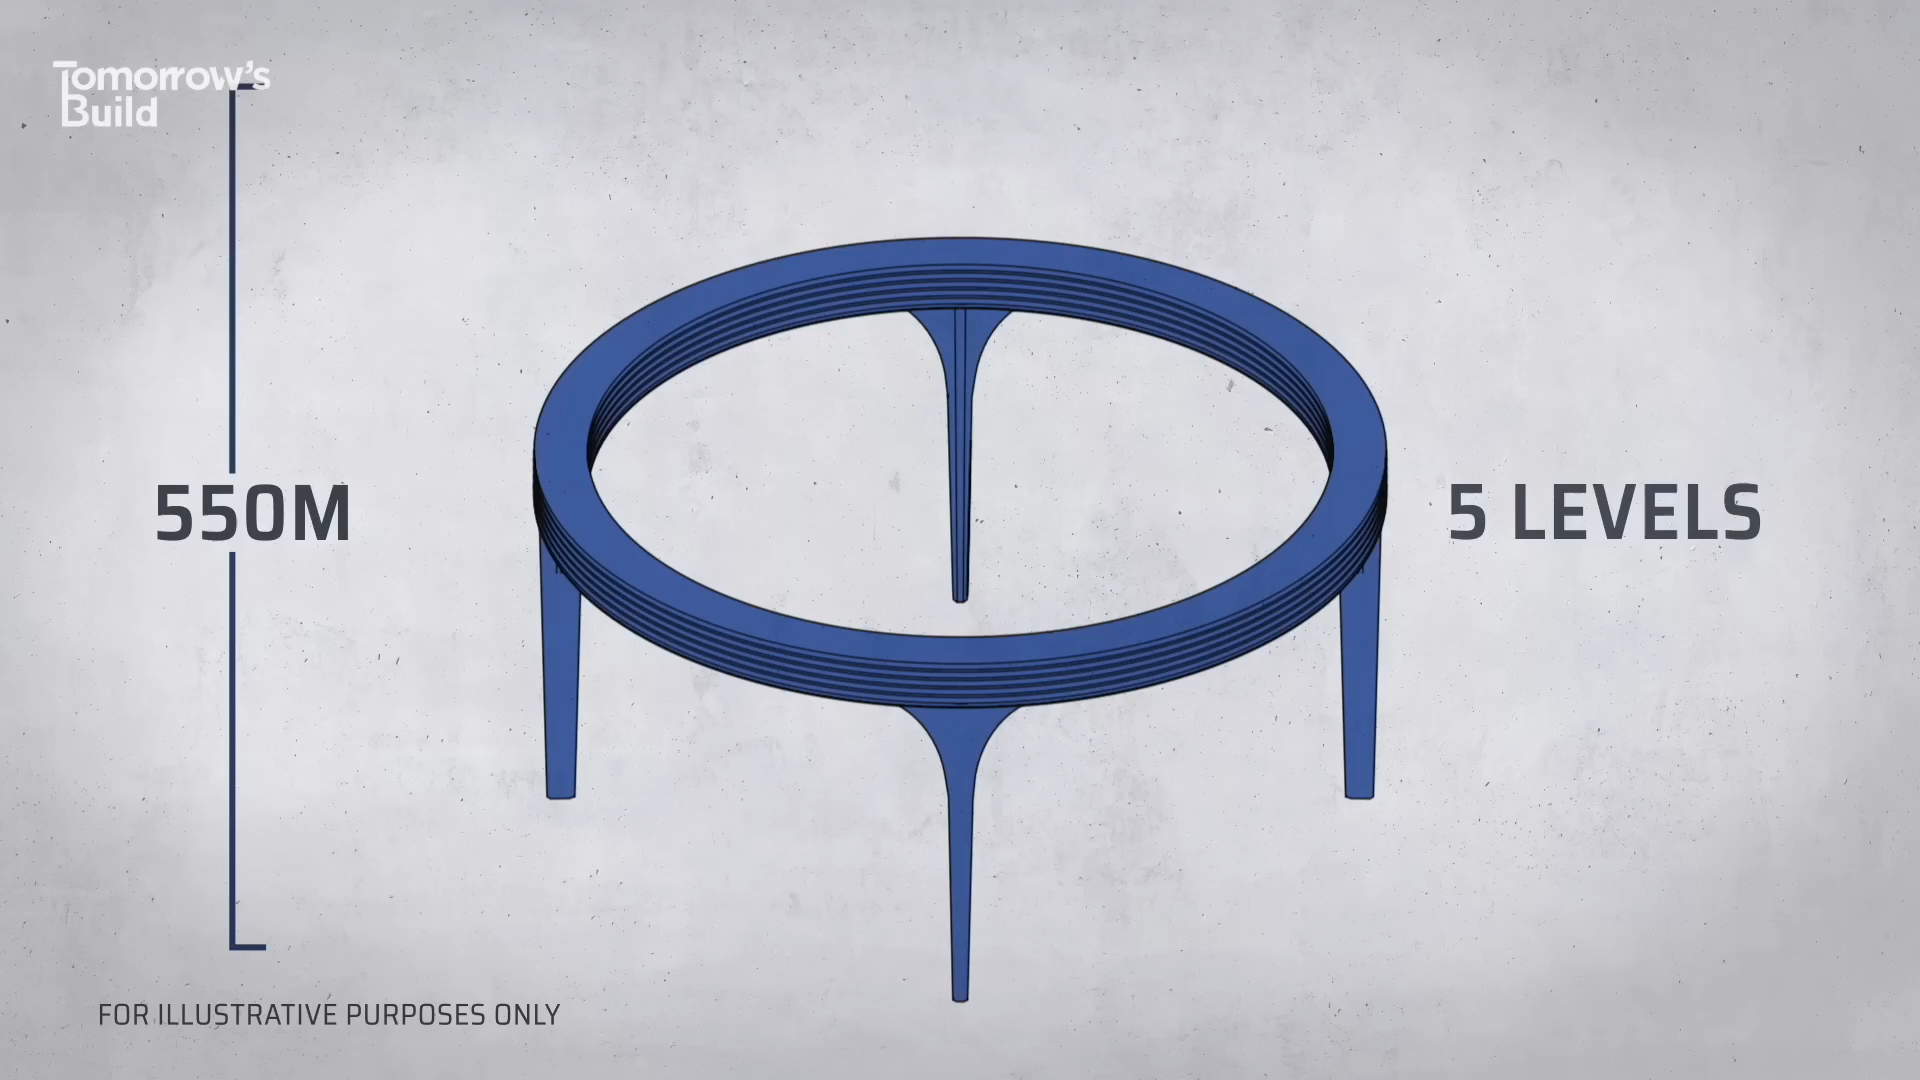 Tomorrow's
Build
550M
5 LEVELS
FOR ILLUSTRATIVE PURPOSES ONLY